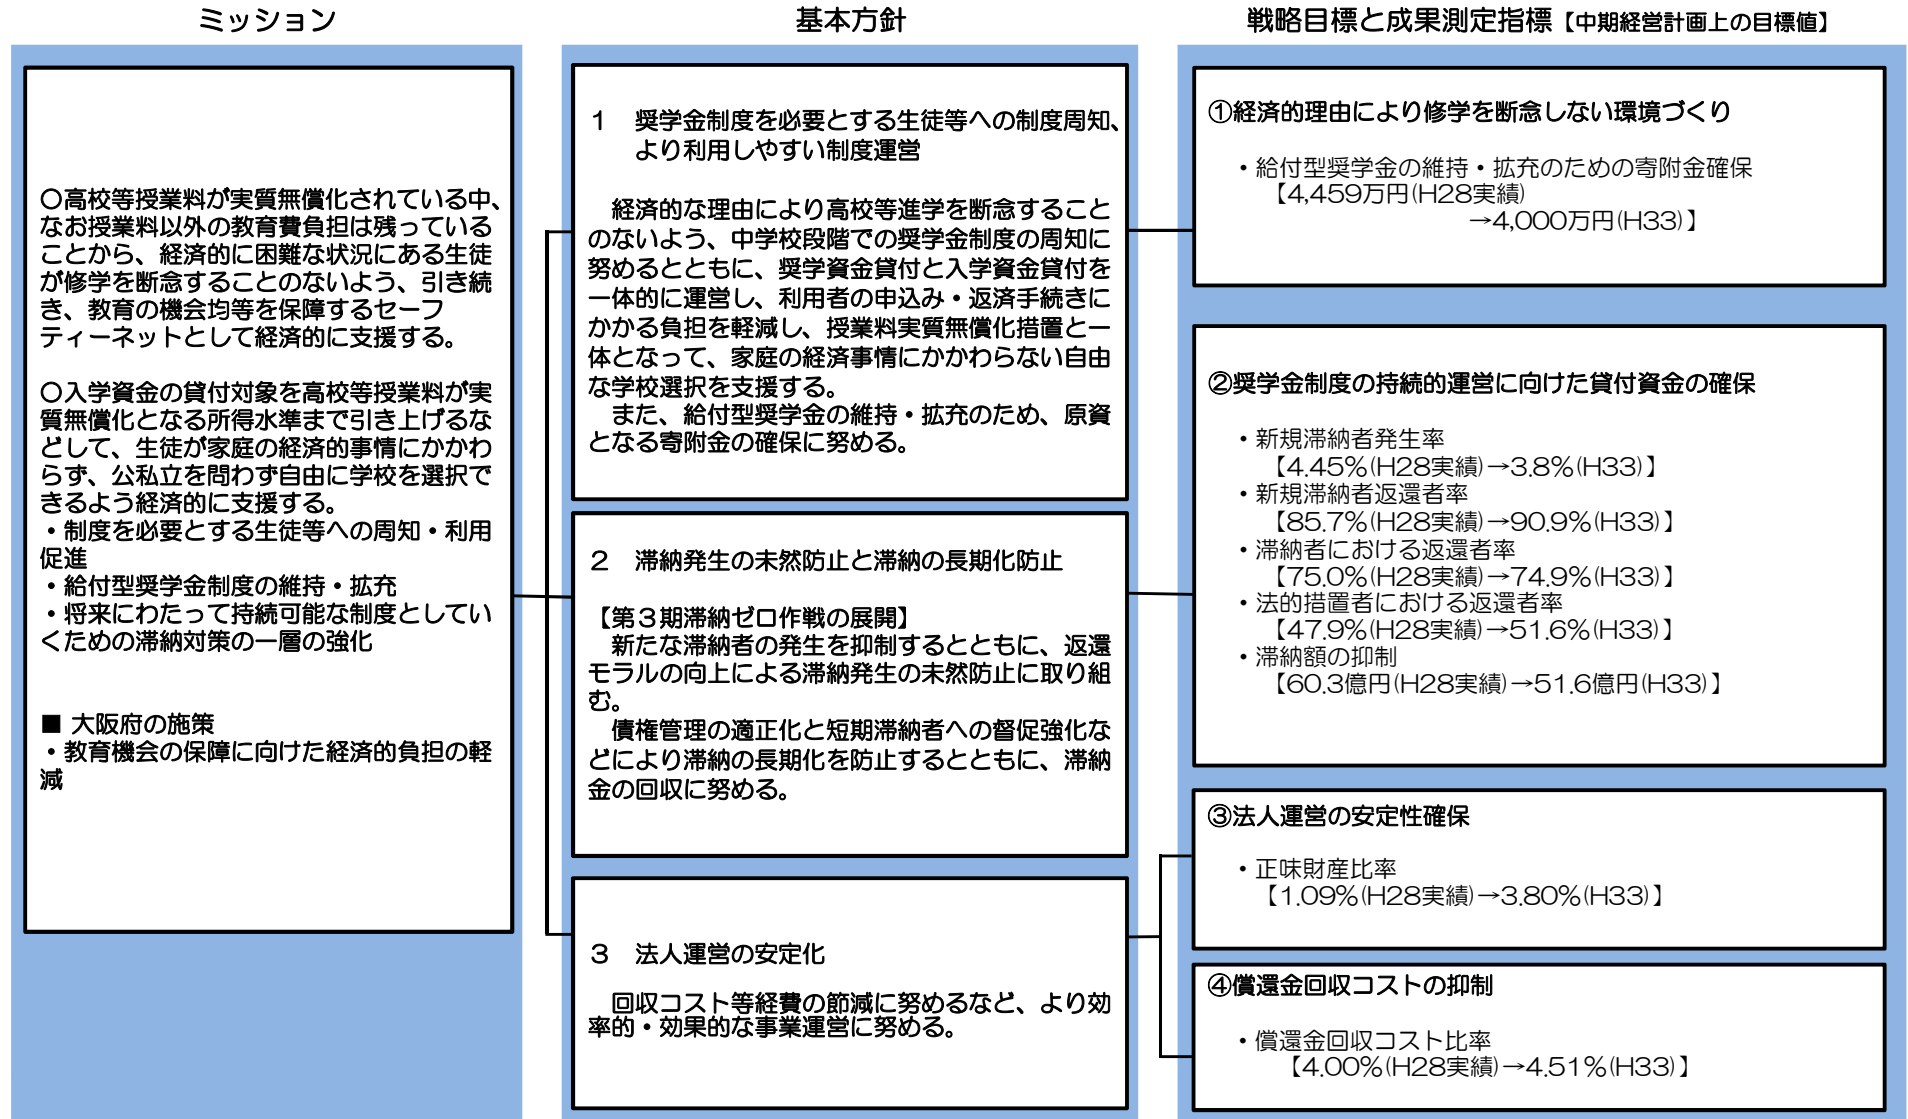 ミッション
〇高校等授業料が実質無償化されている中、
なお授業料以外の教育費負担は残っている
ことから、経済的に困難な状況にある生徒
が修学を断念することのないよう、引き続
き、教育の機会均等を保障するセーフ
ティーネットとして経済的に支援する。
〇入学資金の貸付対象を高校等授業料が実
質無償化となる所得水準まで引き上げるな
どして、生徒が家庭の経済的事情にかかわ
らず、公私立を問わず自由に学校を選択で
きるよう経済的に支援する。
・制度を必要とする生徒等への周知・利用
促進
・給付型奨学金制度の維持・拡充
・将来にわたって持続可能な制度としてい
くための滞納対策の一層の強化
■ 大阪府の施策
・教育機会の保障に向けた経済的負担の軽
減
基本方針
１　奨学金制度を必要とする生徒等への制度周知、
より利用しやすい制度運営
経済的な理由により高校等進学を断念すること
のないよう、中学校段階での奨学金制度の周知に
努めるとともに、奨学資金貸付と入学資金貸付を
一体的に運営し、利用者の申込み・返済手続きに
かかる負担を軽減し、授業料実質無償化措置と一
体となって、家庭の経済事情にかかわらない自由
な学校選択を支援する。
また、給付型奨学金の維持・拡充のため、原資
となる寄附金の確保に努める。
２　滞納発生の未然防止と滞納の長期化防止
【第３期滞納ゼロ作戦の展開】
新たな滞納者の発生を抑制するとともに、返還
モラルの向上による滞納発生の未然防止に取り組
む。
債権管理の適正化と短期滞納者への督促強化な
どにより滞納の長期化を防止するとともに、滞納
金の回収に努める。
３　法人運営の安定化
回収コスト等経費の節減に努めるなど、より効
率的・効果的な事業運営に努める。
戦略目標と成果測定指標【中期経営計画上の目標値】
①経済的理由により修学を断念しない環境づくり
・給付型奨学金の維持・拡充のための寄附金確保
【4,459万円(H28実績)
→4,000万円(H33)】
②奨学金制度の持続的運営に向けた貸付資金の確保
・新規滞納者発生率
【4.45%(H28実績)→3.8%(H33)】
・新規滞納者返還者率
【85.7%(H28実績)→90.9%(H33)】
・滞納者における返還者率
【75.0%(H28実績)→74.9%(H33)】
・法的措置者における返還者率
【47.9%(H28実績)→51.6%(H33)】
・滞納額の抑制
【60.3億円(H28実績)→51.6億円(H33)】
③法人運営の安定性確保
・正味財産比率
【1.09%(H28実績)→3.80%(H33)】
④償還金回収コストの抑制
・償還金回収コスト比率
【4.00%(H28実績)→4.51%(H33)】